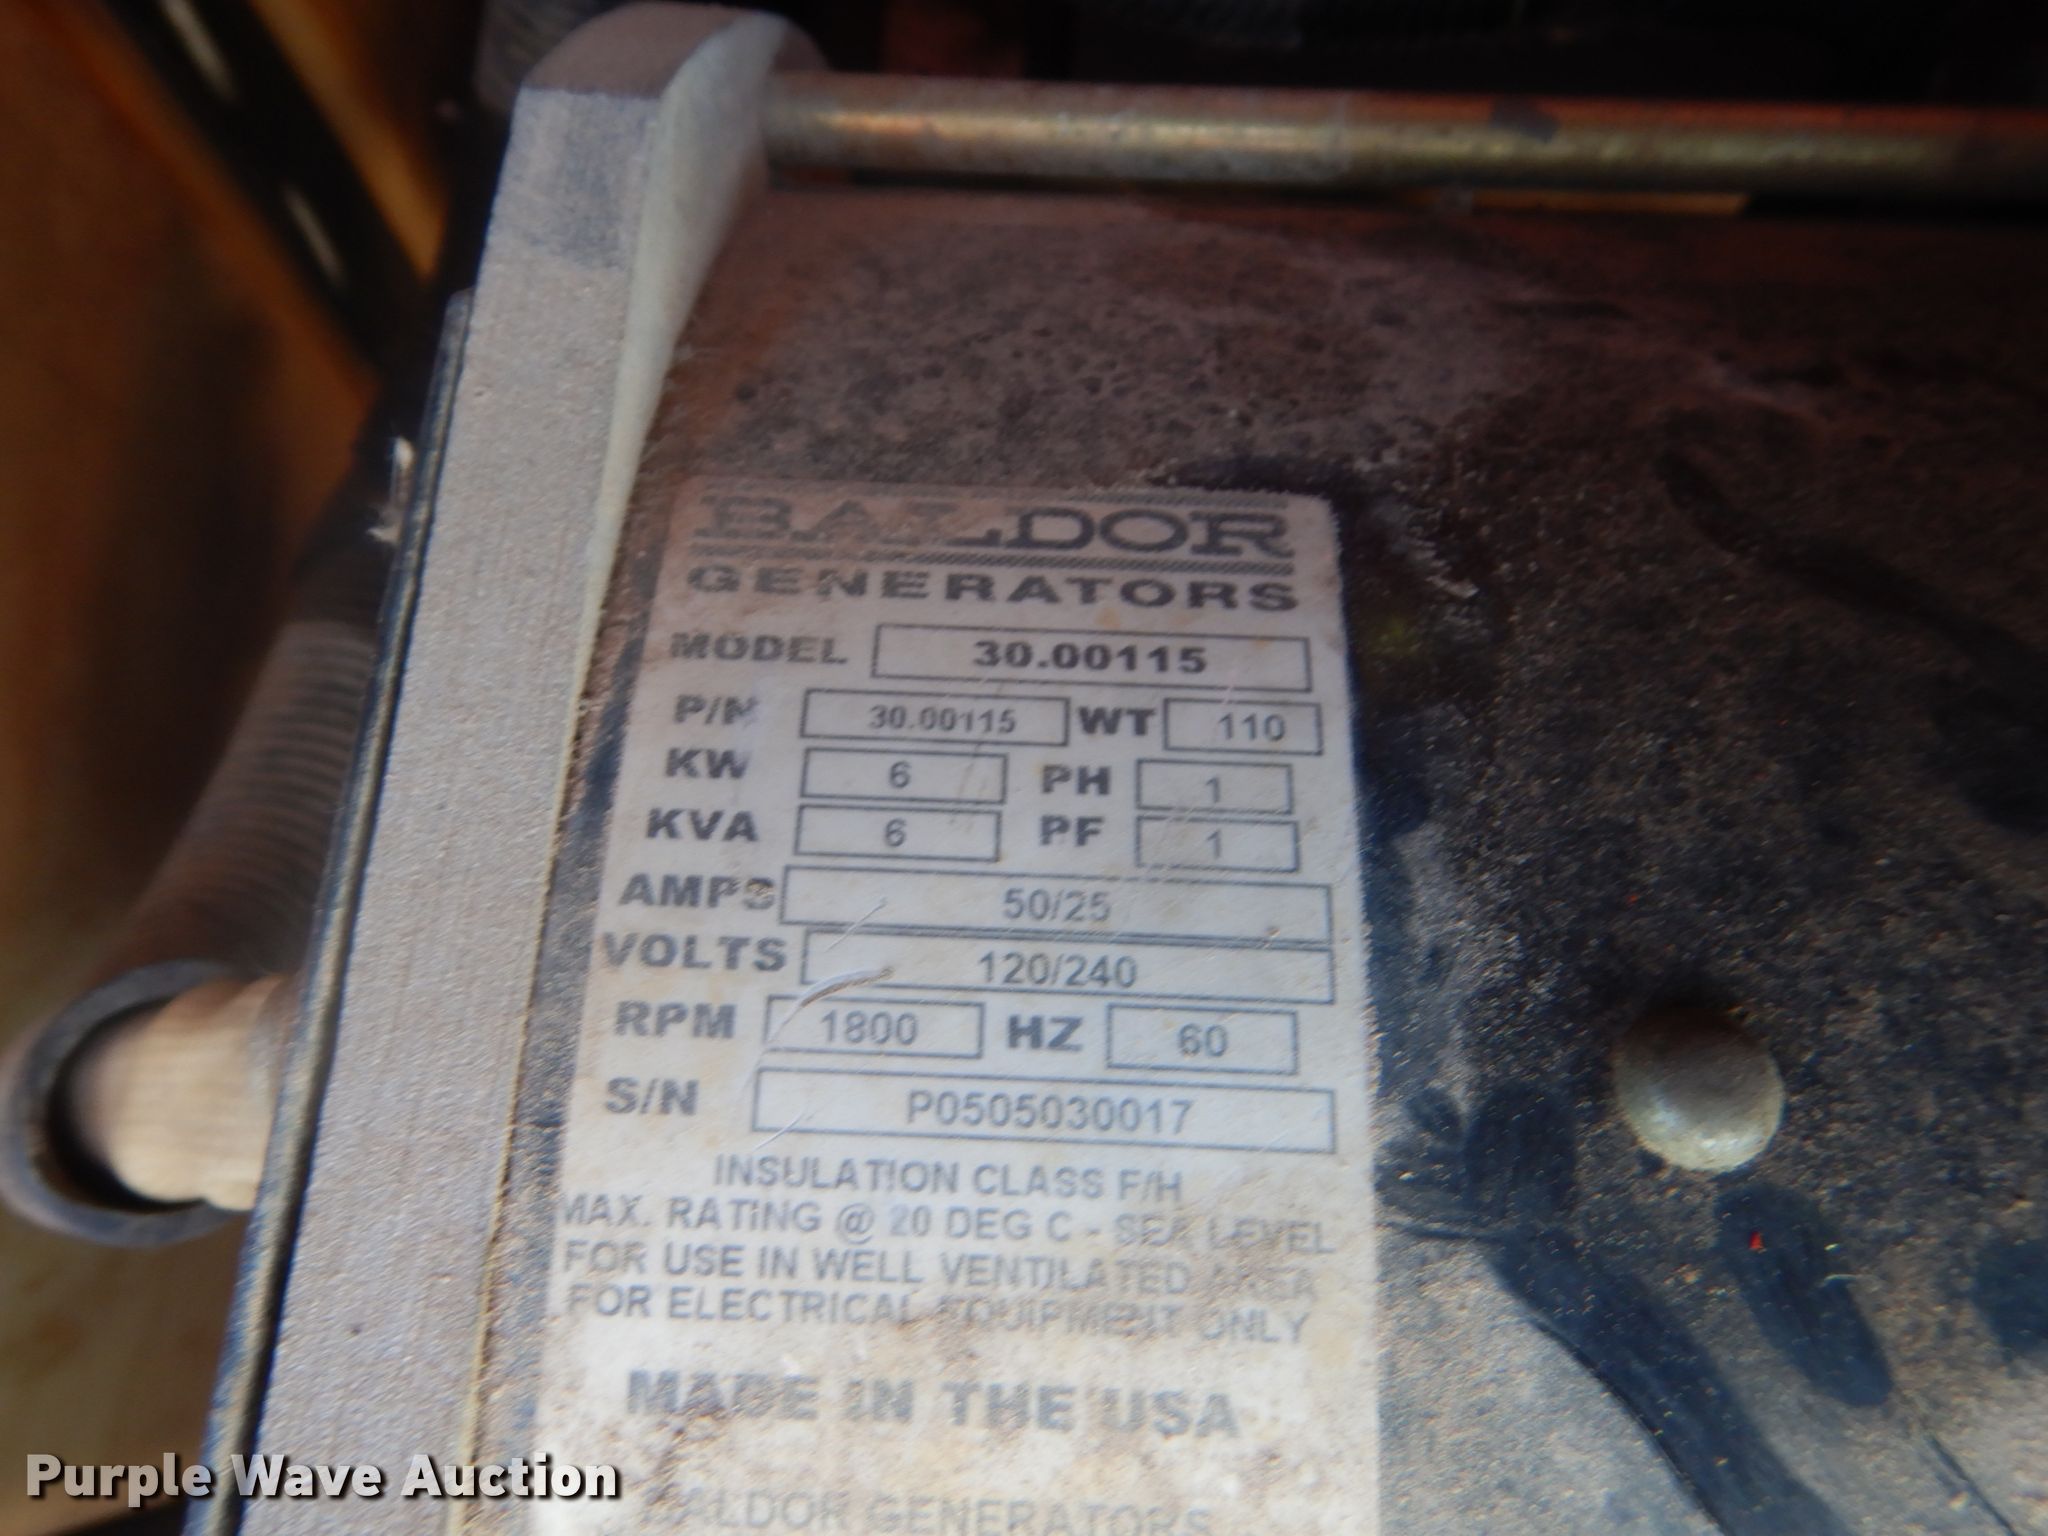 BALDOR
GENERATORS
MODEL 30.00115
P/N 30.00115 WT 110
KW 6 PH 1
KVA 6 PF 1
AMPS 50/25
VOLTS 120/240
RPM 1800 HZ 60
S/N P0505030017
INSULATION CLASS F/H
MAX. RATING @ 20 DEG C - SEA LEVEL
FOR USE IN WELL VENTILATED AREA
FOR ELECTRICAL EQUIPMENT ONLY
MADE IN THE USA
BALDOR GENERATORS
Purple Wave Auction